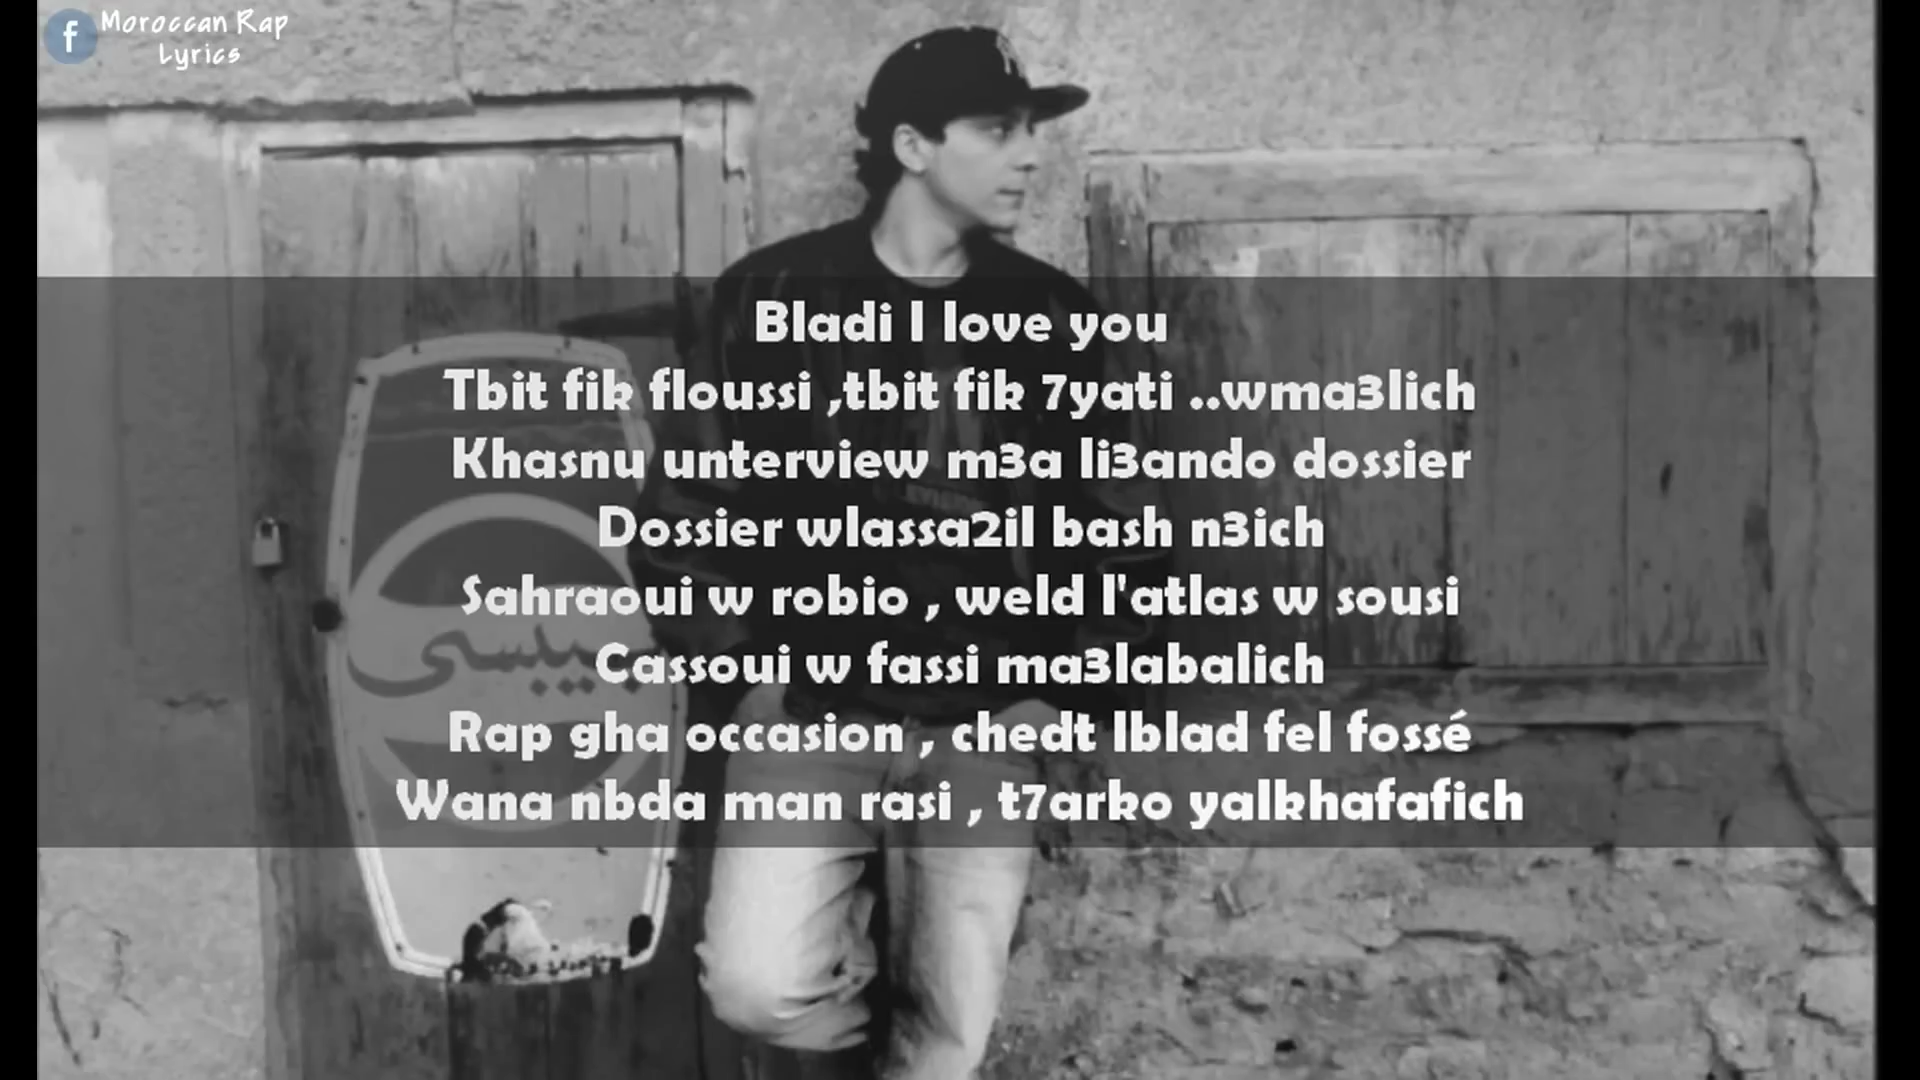 Moroccan Rap
Lyrics
Bladi I love you
Tbit fik floussi ,tbit fik 7yati ..wma3lich
Khasnu unterview m3a li3ando dossier
Dossier wlassa2il bash n3ich
Sahraoui w robio , weld l'atlas w sousi
Cassoui w fassi ma3labalich
Rap gha occasion , chedt lblad fel fossé
Wana nbda man rasi , t7arko yalkhafafich
بيبسي